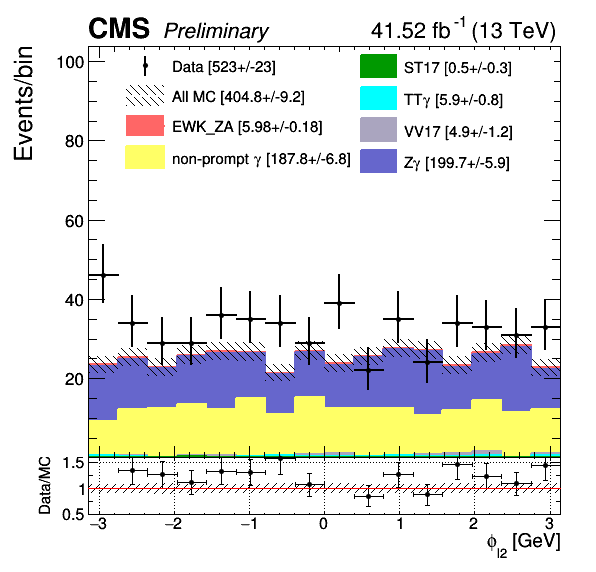 CMS Preliminary 41.52 fb⁻¹ (13 TeV)
Events/bin
100
80
60
40
20
Data [523+/-23]
All MC [404.8+/-9.2]
EWK_ZA [5.98+/-0.18]
non-prompt γ [187.8+/-6.8]
ST17 [0.5+/-0.3]
TTγ [5.9+/-0.8]
VV17 [4.9+/-1.2]
Zγ [199.7+/-5.9]
Data/MC
1.5
1
0.5
−3 −2 −1 0 1 2 3
ϕl2 [GeV]